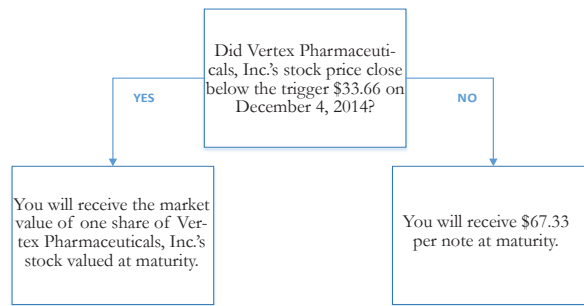 Did Vertex Pharmaceuti-
cals, Inc.'s stock price close
below the trigger $33.66 on
December 4, 2014?
YES
NO
You will receive the market
value of one share of Ver-
tex Pharmaceuticals, Inc.'s
stock valued at maturity.
You will receive $67.33
per note at maturity.